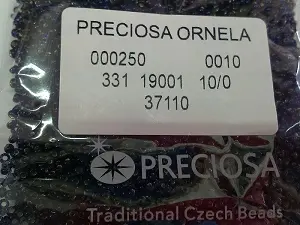 PRECIOSA ORNELA
000250 0010
331 19001 10/0
37110
PRECIOSA
Traditional Czech Beads